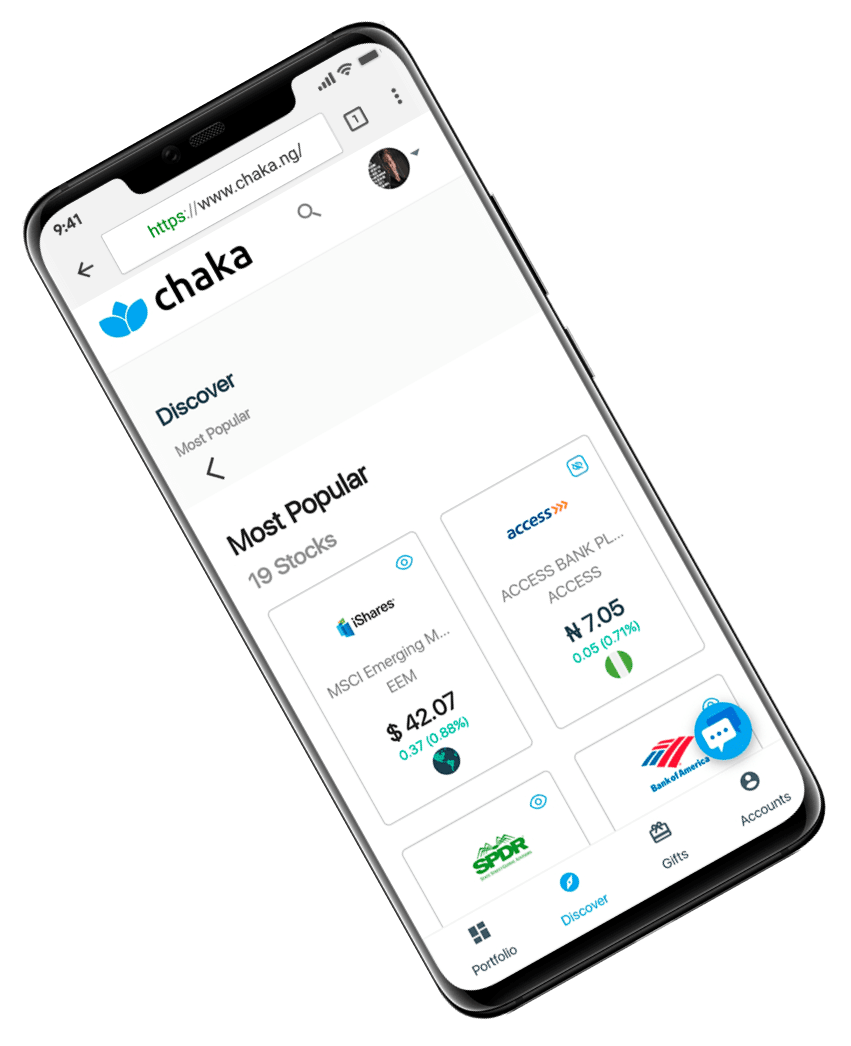 9:41
https://www.chaka.ng/
1
chaka
Discover
Most Popular
Most Popular
19 Stocks
iShares®
MSCI Emerging M...
EEM
$ 42.07
0.37 (0.88%)
access
ACCESS BANK PL...
ACCESS
₦ 7.05
0.05 (0.71%)
SPDR
Bank of America
Portfolio
Discover
Gifts
Accounts